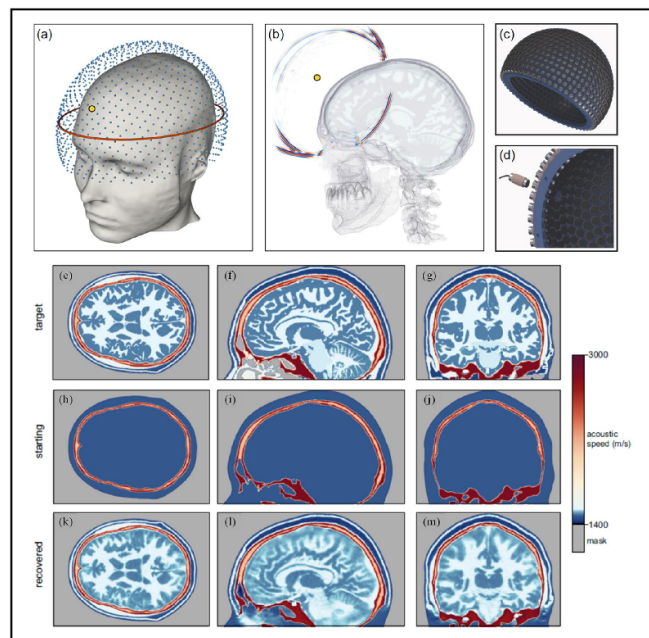 (a)
(b)
(c)
(d)
(e)
(f)
(g)
target
(h)
(i)
(j)
starting
(k)
(l)
(m)
recovered
3000
acoustic
speed (m/s)
1400
mask